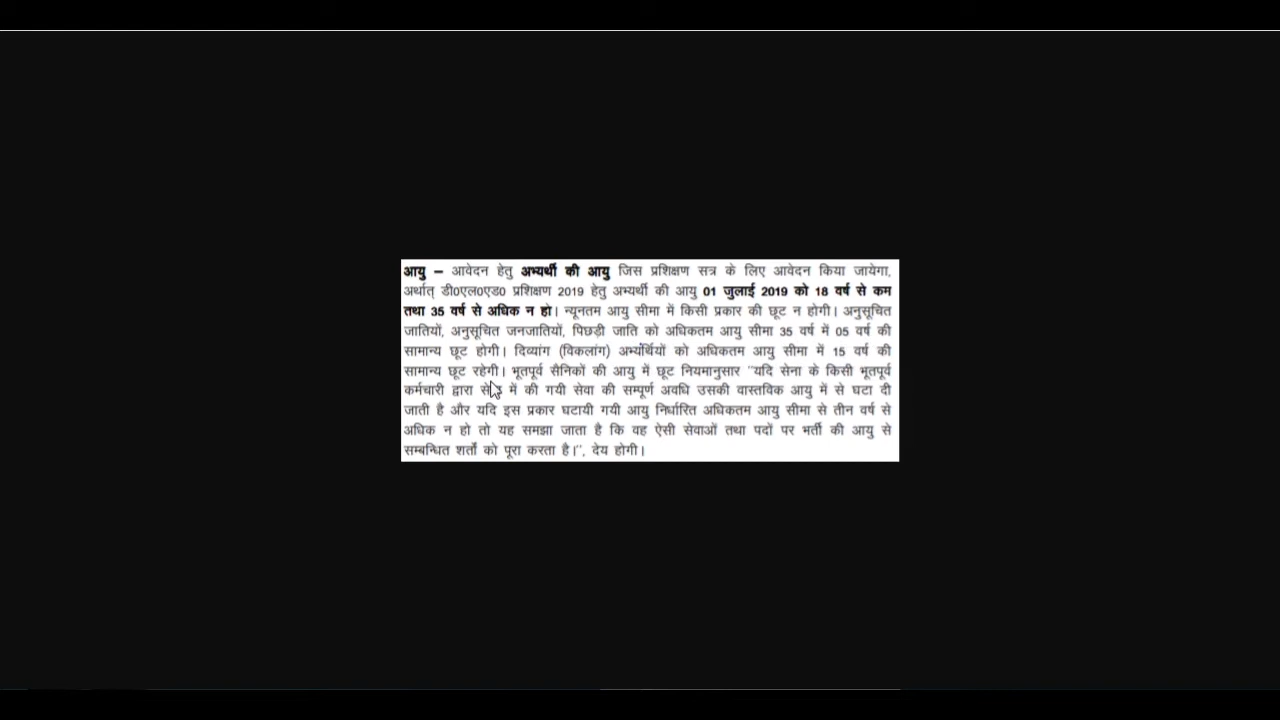 आयु – आवेदन हेतु अभ्यर्थी की आयु जिस प्रशिक्षण सत्र के लिए आवेदन किया जायेगा,
अर्थात् डी0एल0एड0 प्रशिक्षण 2019 हेतु अभ्यर्थी की आयु 01 जुलाई 2019 को 18 वर्ष से कम
तथा 35 वर्ष से अधिक न हो। न्यूनतम आयु सीमा में किसी प्रकार की छूट न होगी। अनुसूचित
जातियों, अनुसूचित जनजातियों, पिछड़ी जाति को अधिकतम आयु सीमा 35 वर्ष में 05 वर्ष की
सामान्य छूट होगी। दिव्यांग (विकलांग) अभ्यर्थियों को अधिकतम आयु सीमा में 15 वर्ष की
सामान्य छूट रहेगी। भूतपूर्व सैनिकों की आयु में छूट नियमानुसार "यदि सेना के किसी भूतपूर्व
कर्मचारी द्वारा में की गयी सेवा की सम्पूर्ण अवधि उसकी वास्तविक आयु में से घटा दी
जाती है और यदि इस प्रकार घटायी गयी आयु निर्धारित अधिकतम आयु सीमा से तीन वर्ष से
अधिक न हो तो यह समझा जाता है कि वह ऐसी सेवाओं तथा पदों पर भर्ती की आयु से
सम्बन्धित शर्तों को पूरा करता है।", देय होगी।